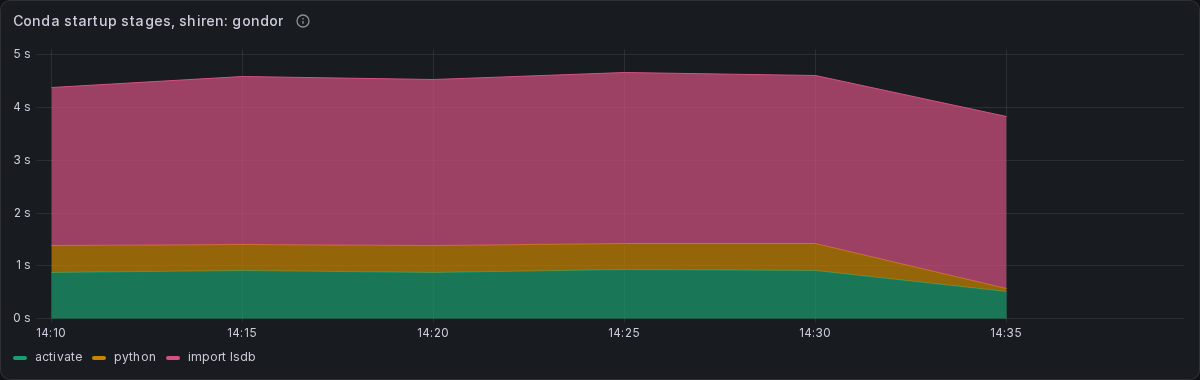 Conda startup stages, shiren: gondor
5 s
4 s
3 s
2 s
1 s
0 s
14:10 14:15 14:20 14:25 14:30 14:35
activate python import lsdb